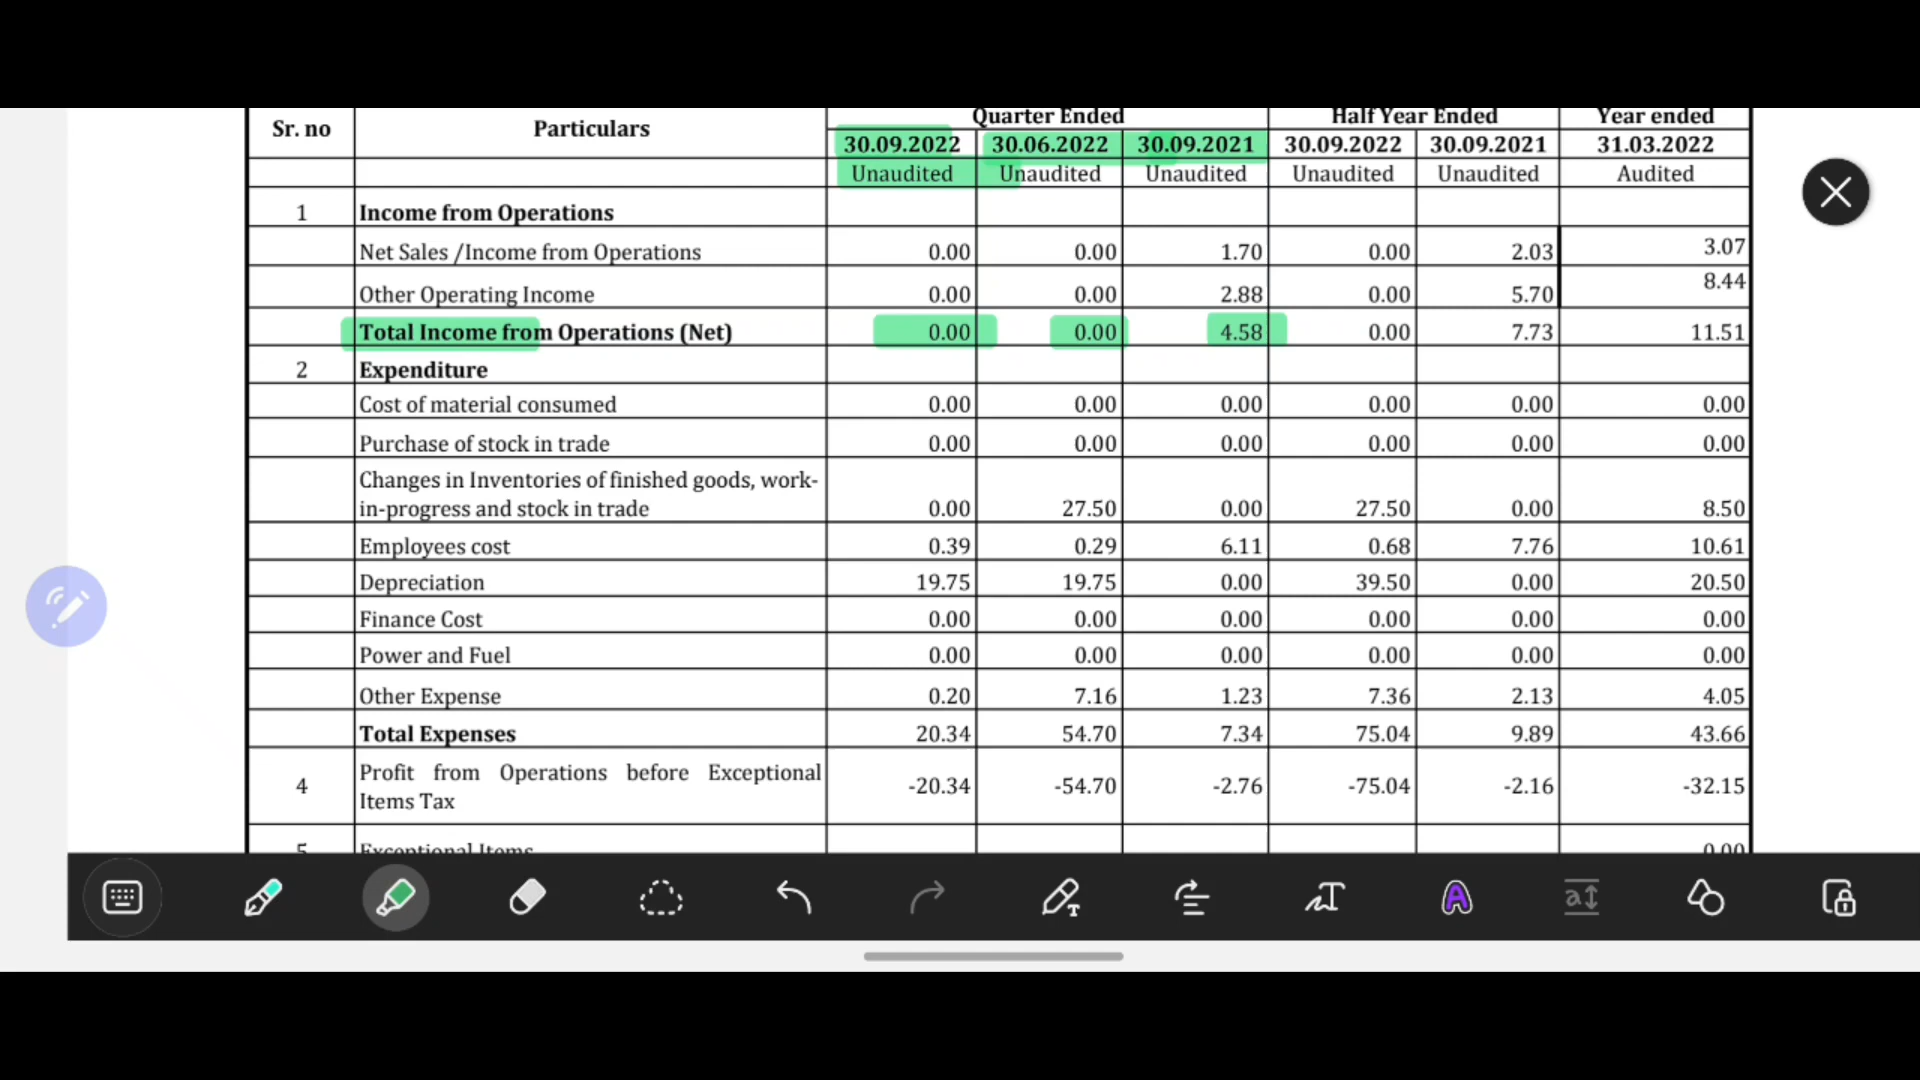 Quarter Ended Half Year Ended Year ended
Sr. no Particulars
30.09.2022 30.06.2022 30.09.2021 30.09.2022 30.09.2021 31.03.2022
Unaudited Unaudited Unaudited Unaudited Unaudited Audited
1 Income from Operations
Net Sales /Income from Operations 0.00 0.00 1.70 0.00 2.03 3.07
Other Operating Income 0.00 0.00 2.88 0.00 5.70 8.44
Total Income from Operations (Net) 0.00 0.00 4.58 0.00 7.73 11.51
2 Expenditure
Cost of material consumed 0.00 0.00 0.00 0.00 0.00 0.00
Purchase of stock in trade 0.00 0.00 0.00 0.00 0.00 0.00
Changes in Inventories of finished goods, work-
in-progress and stock in trade 0.00 27.50 0.00 27.50 0.00 8.50
Employees cost 0.39 0.29 6.11 0.68 7.76 10.61
Depreciation 19.75 19.75 0.00 39.50 0.00 20.50
Finance Cost 0.00 0.00 0.00 0.00 0.00 0.00
Power and Fuel 0.00 0.00 0.00 0.00 0.00 0.00
Other Expense 0.20 7.16 1.23 7.36 2.13 4.05
Total Expenses 20.34 54.70 7.34 75.04 9.89 43.66
4 Profit from Operations before Exceptional
Items Tax -20.34 -54.70 -2.76 -75.04 -2.16 -32.15
5 Exceptional Items 0.00
T T A a